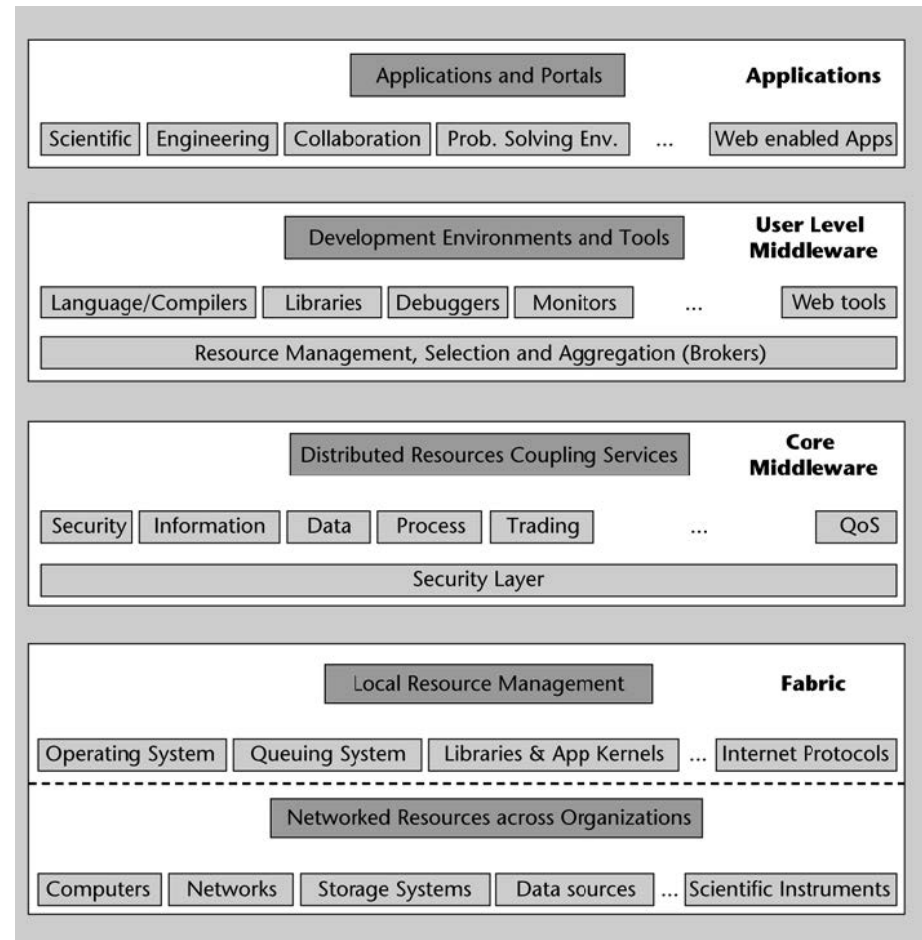 Applications and Portals Applications
Scientific Engineering Collaboration Prob. Solving Env. ... Web enabled Apps
Development Environments and Tools User Level Middleware
Language/Compilers Libraries Debuggers Monitors ... Web tools
Resource Management, Selection and Aggregation (Brokers)
Distributed Resources Coupling Services Core Middleware
Security Information Data Process Trading ... QoS
Security Layer
Local Resource Management Fabric
Operating System Queuing System Libraries & App Kernels ... Internet Protocols
Networked Resources across Organizations
Computers Networks Storage Systems Data sources ... Scientific Instruments